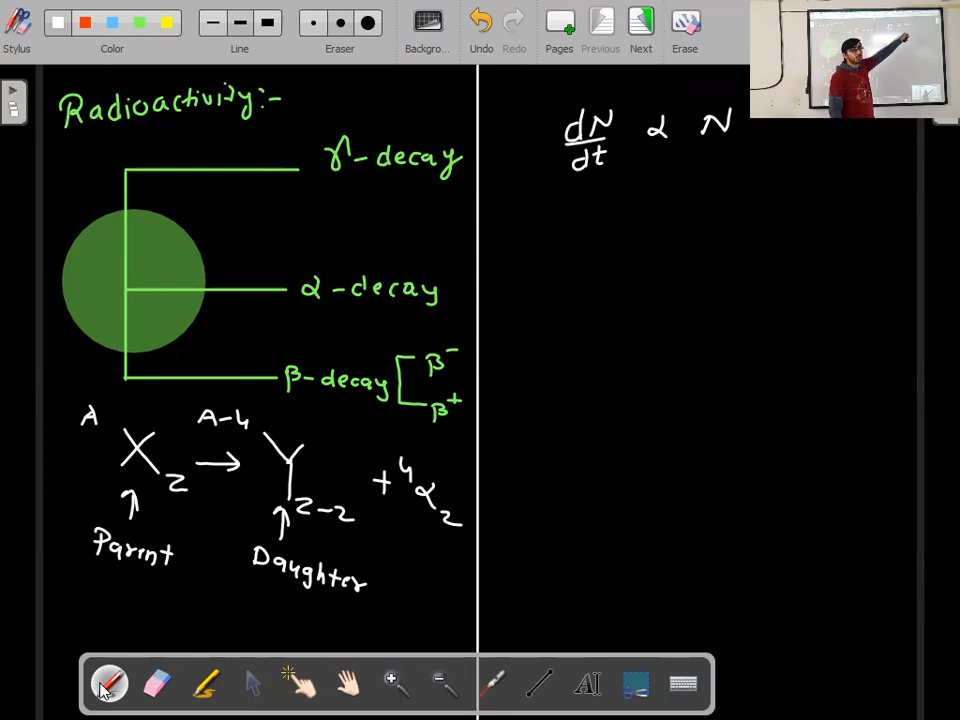 Stylus
Color
Line
Eraser
Backgro...
Undo
Redo
Pages
Previous
Next
Erase
Radioactivity:-
γ-decay
α-decay
β-decay [ β⁻ β⁺
A X Z → A-4 Y Z-2 + 4 α 2
↑ Parent
↑ Daughter
dN/dt α N
AI